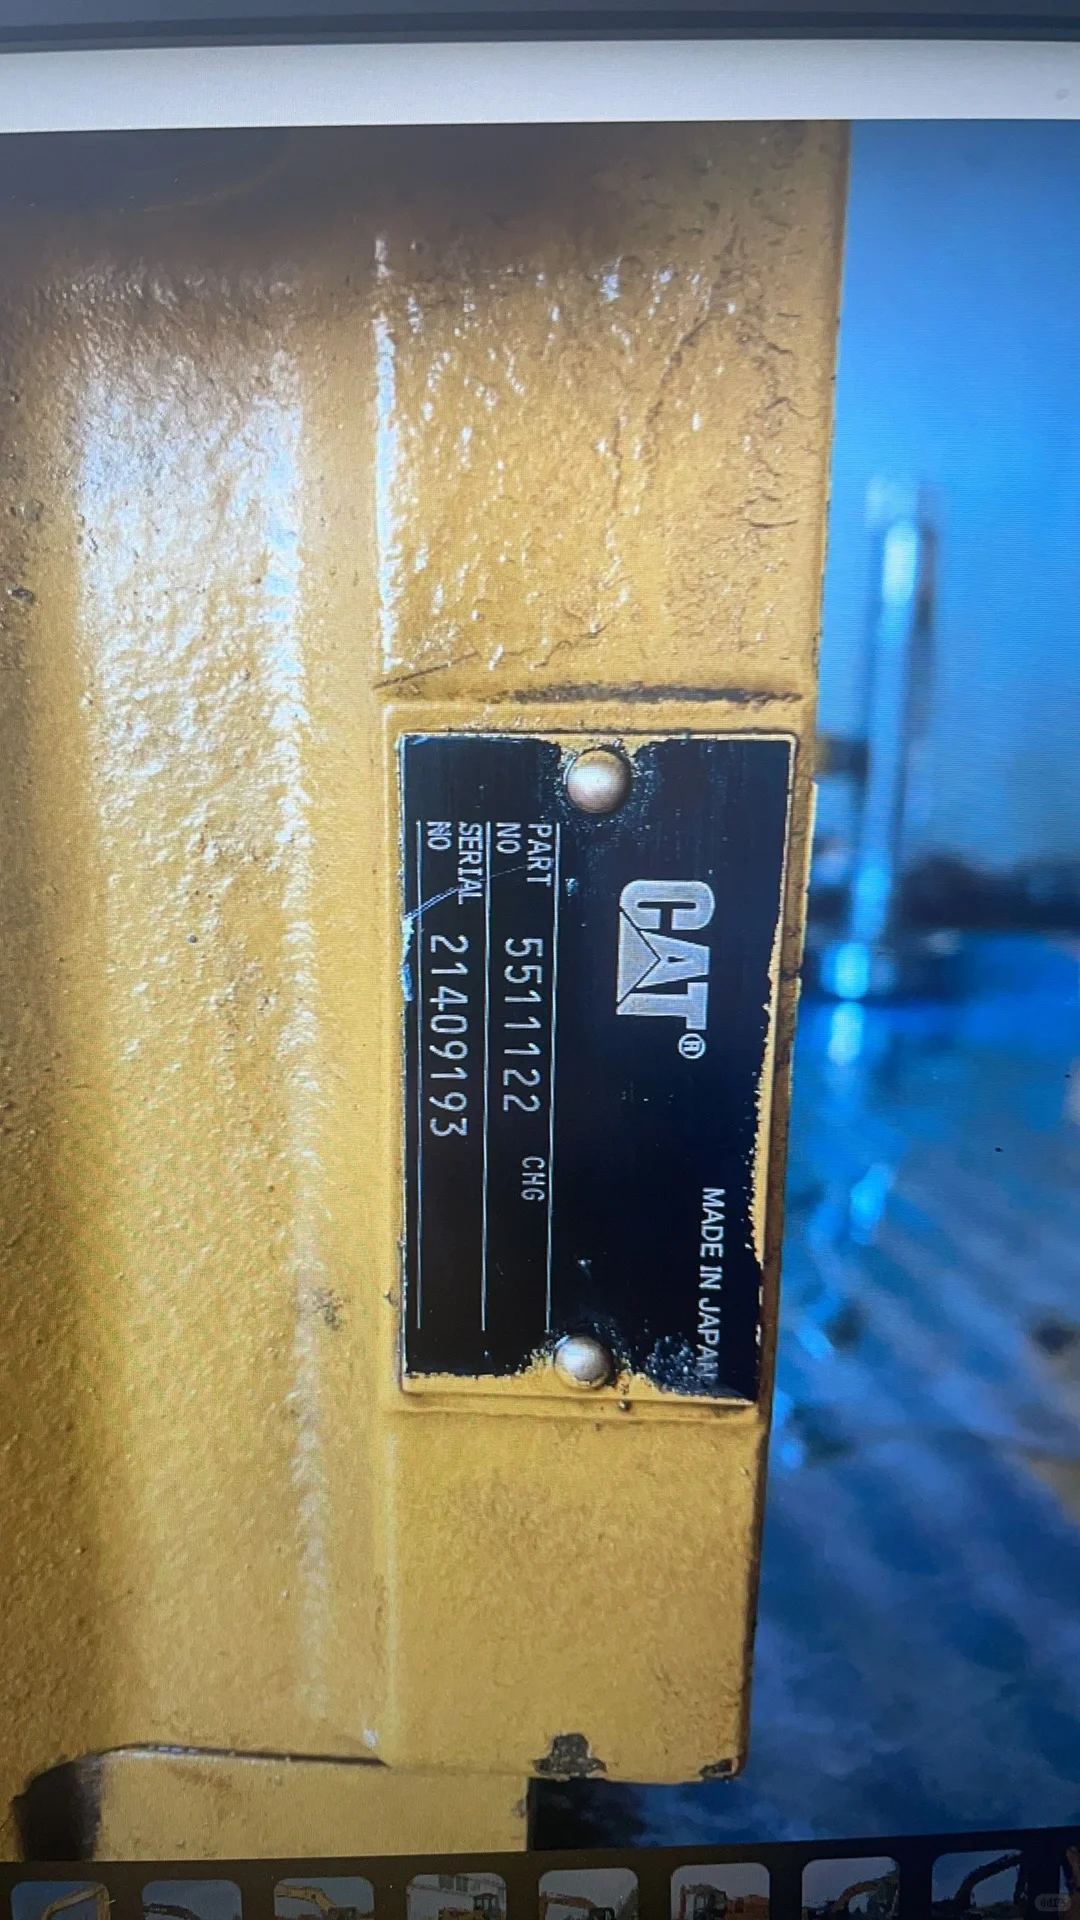 CAT®
MADE IN JAPAN
PART NO 5511122 CHG
SERIAL NO 21409193